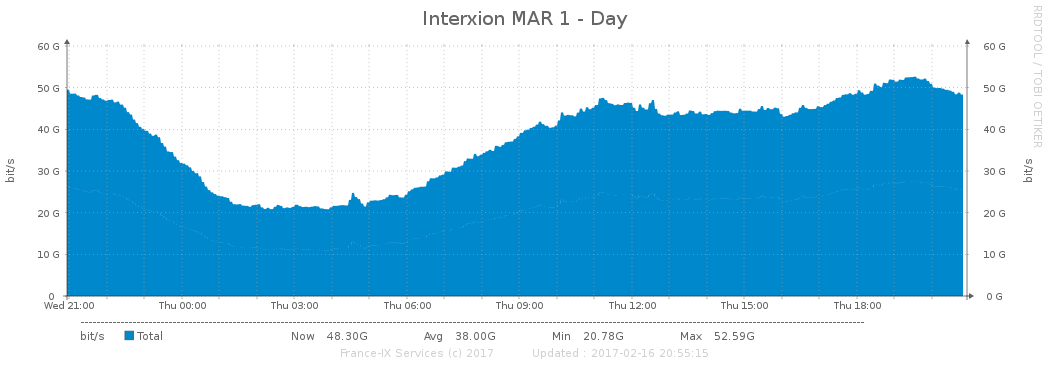 Interxion MAR 1 - Day
RRDTOOL / TOBI OETIKER
60 G 60 G
50 G 50 G
40 G 40 G
30 G 30 G
20 G 20 G
10 G 10 G
0 0 G
bit/s bit/s
Wed 21:00 Thu 00:00 Thu 03:00 Thu 06:00 Thu 09:00 Thu 12:00 Thu 15:00 Thu 18:00
bit/s Total Now 48.30G Avg 38.00G Min 20.78G Max 52.59G
France-IX Services (c) 2017 Updated : 2017-02-16 20:55:15